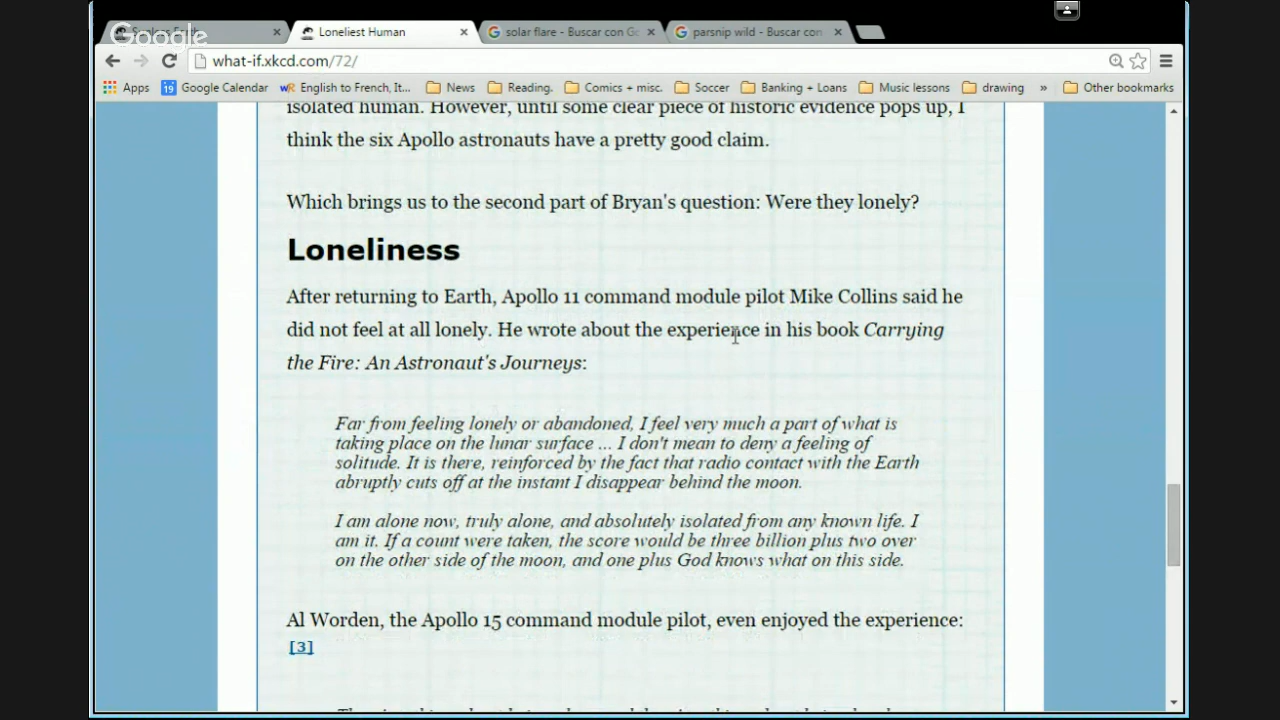 Google
Loneliest Human
solar flare - Buscar con Go
parsnip wild - Buscar con
what-if.xkcd.com/72/
Apps
19
Google Calendar
WR
English to French, It...
News
Reading.
Comics + misc.
Soccer
Banking + Loans
Music lessons
drawing
»
Other bookmarks
isolated human. However, until some clear piece of historic evidence pops up, I
think the six Apollo astronauts have a pretty good claim.
Which brings us to the second part of Bryan's question: Were they lonely?
Loneliness
After returning to Earth, Apollo 11 command module pilot Mike Collins said he
did not feel at all lonely. He wrote about the experience in his book Carrying
the Fire: An Astronaut's Journeys:
Far from feeling lonely or abandoned, I feel very much a part of what is
taking place on the lunar surface ... I don't mean to deny a feeling of
solitude. It is there, reinforced by the fact that radio contact with the Earth
abruptly cuts off at the instant I disappear behind the moon.
I am alone now, truly alone, and absolutely isolated from any known life. I
am it. If a count were taken, the score would be three billion plus two over
on the other side of the moon, and one plus God knows what on this side.
Al Worden, the Apollo 15 command module pilot, even enjoyed the experience:
[3]